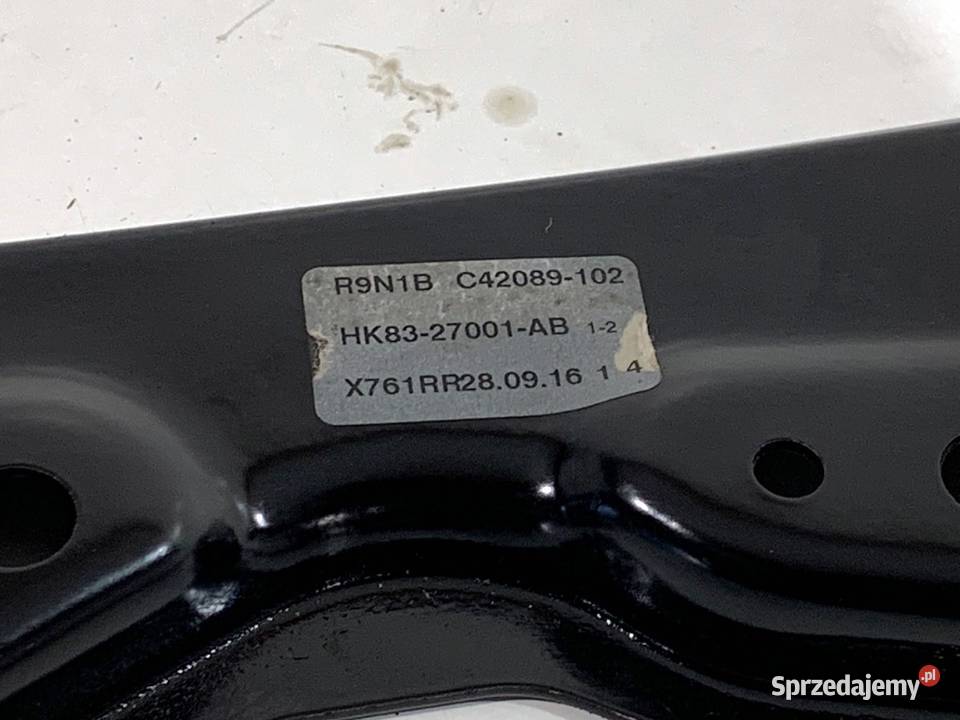 R9N1B C42089-102
HK83-27001-AB 1-2
X761RR28.09.16 1 4
Sprzedajemy.pl